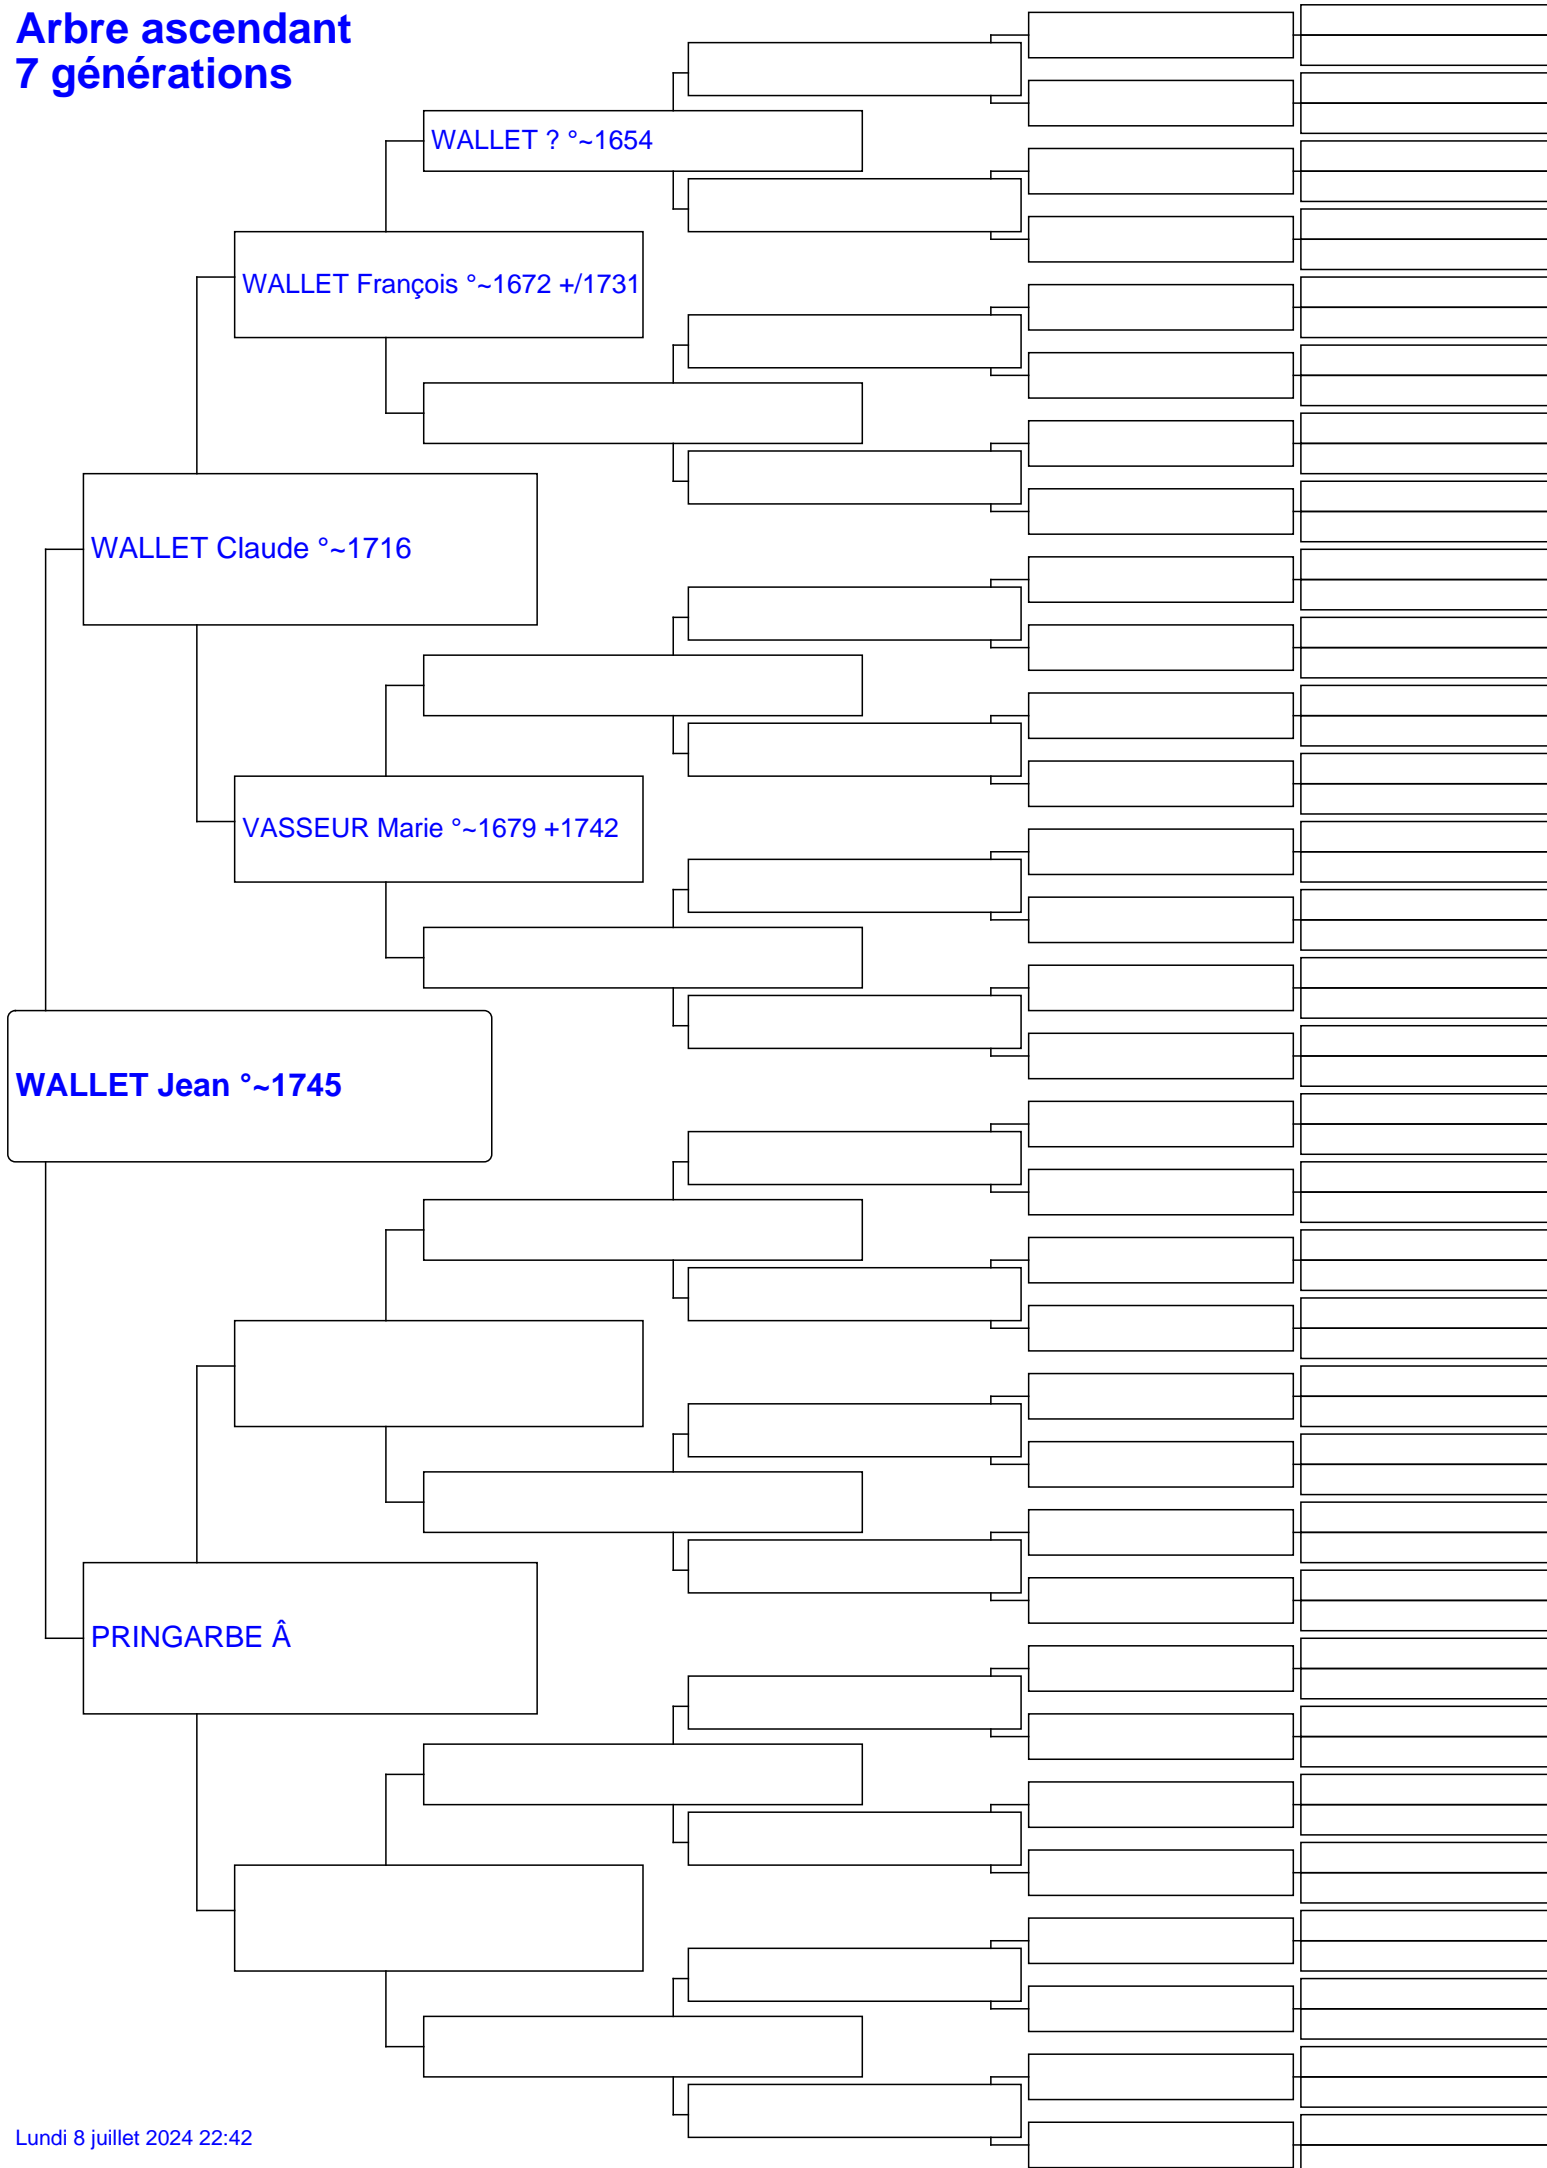 Arbre ascendant
7 générations
WALLET ? °~1654
WALLET François °~1672 +/1731
WALLET Claude °~1716
VASSEUR Marie °~1679 +1742
WALLET Jean °~1745
PRINGARBE Â
Lundi 8 juillet 2024 22:42